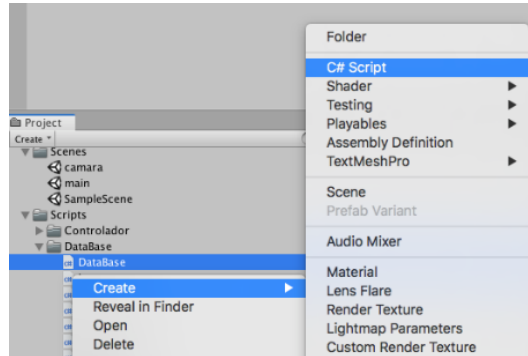 Project
Create
Scenes
camara
main
SampleScene
Scripts
Controlador
DataBase
DataBase
Create
Reveal in Finder
Open
Delete
Folder
C# Script
Shader
Testing
Playables
Assembly Definition
TextMeshPro
Scene
Prefab Variant
Audio Mixer
Material
Lens Flare
Render Texture
Lightmap Parameters
Custom Render Texture